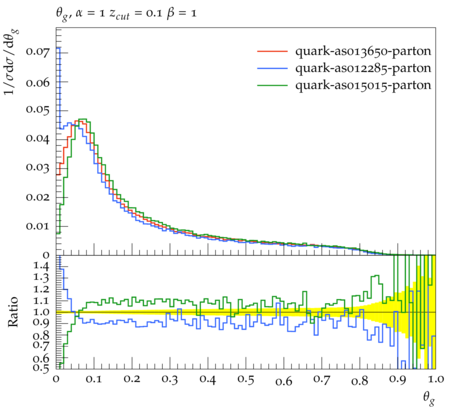 θg, α = 1 zcut = 0.1 β = 1
1/σdσ/dθg
0.07
0.06
0.05
0.04
0.03
0.02
0.01
0
quark-as013650-parton
quark-as012285-parton
quark-as015015-parton
Ratio
1.4
1.3
1.2
1.1
1.0
0.9
0.8
0.7
0.6
0.5
0 0.1 0.2 0.3 0.4 0.5 0.6 0.7 0.8 0.9 1.0
θg